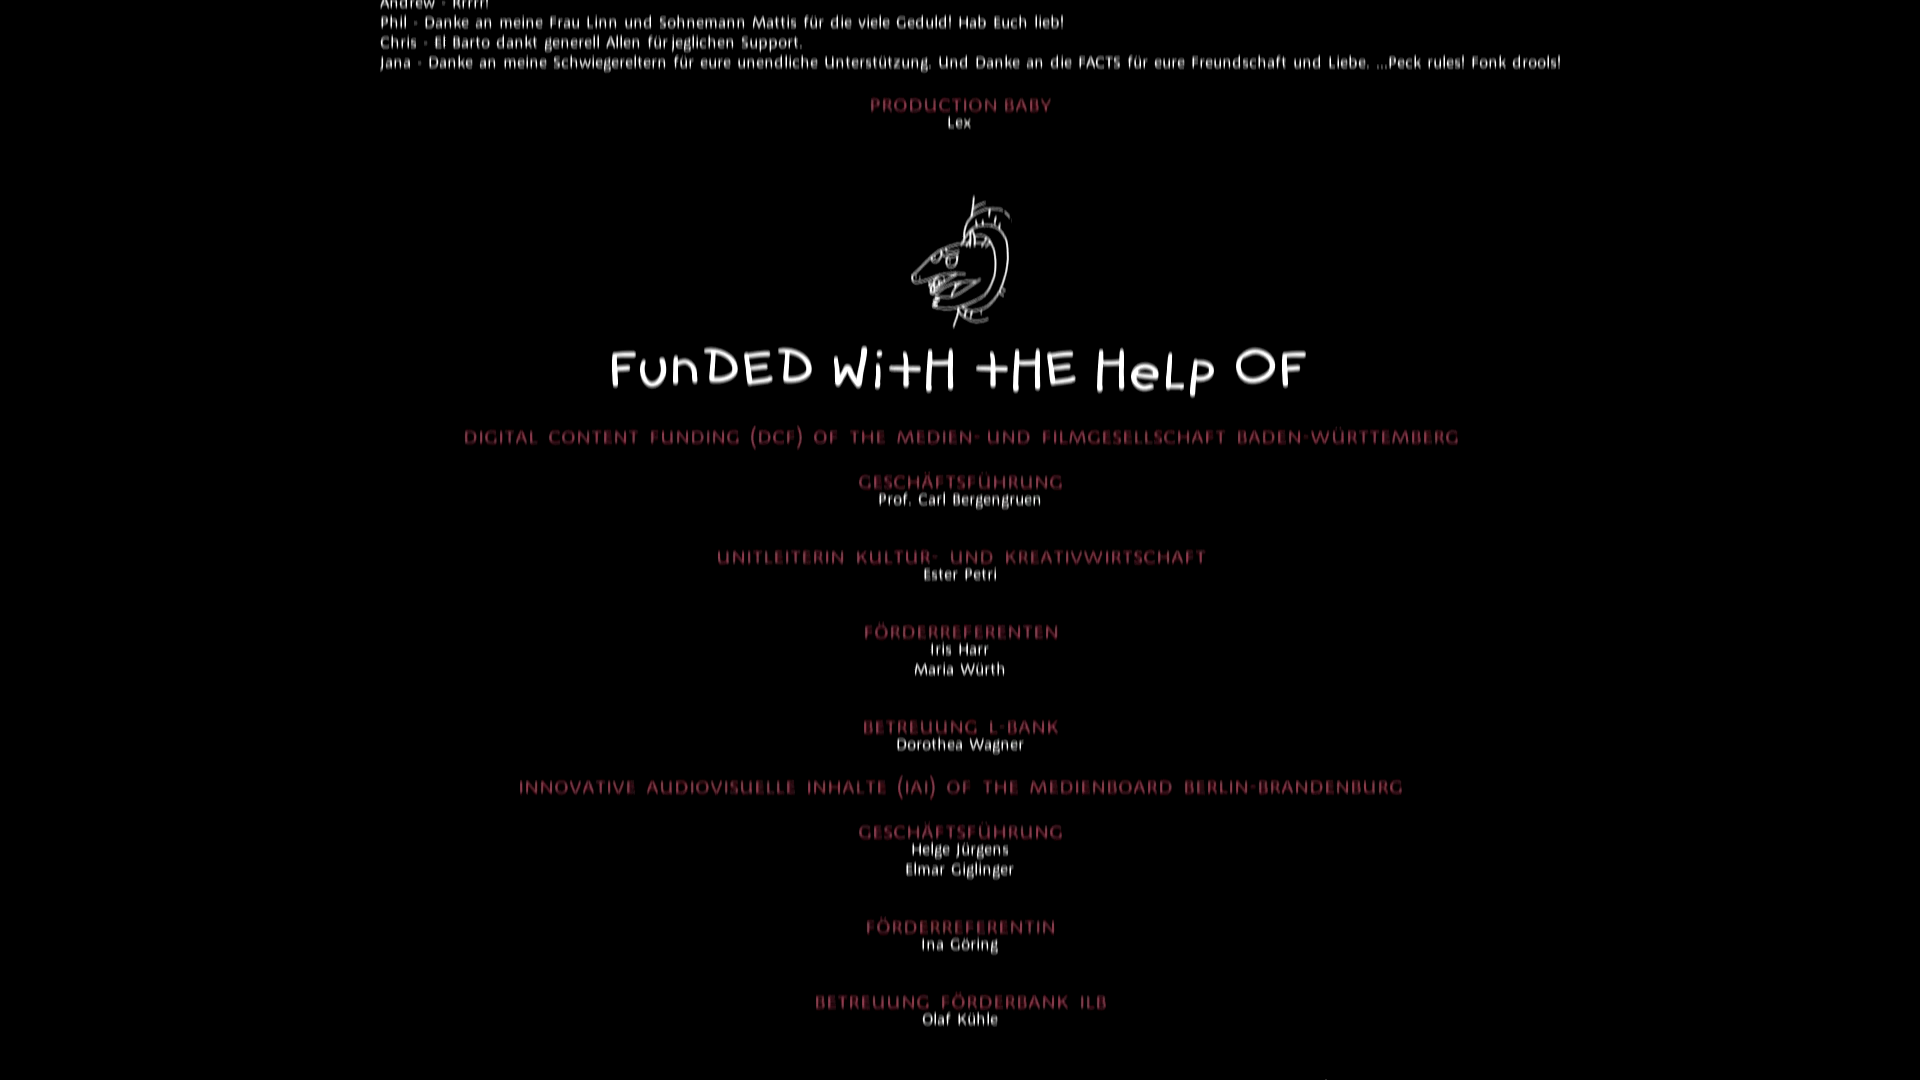 Andrew - Rrrrr!
Phil - Danke an meine Frau Linn und Sohnemann Mattis für die viele Geduld! Hab Euch lieb!
Chris - El Barto dankt generell Allen für jeglichen Support.
Jana - Danke an meine Schwiegereltern für eure unendliche Unterstützung. Und Danke an die FACTS für eure Freundschaft und Liebe. ...Peck rules! Fonk drools!
PRODUCTION BABY
Lex
FUnDED WitH tHE HeLp OF
DIGITAL CONTENT FUNDING (DCF) OF THE MEDIEN- UND FILMGESELLSCHAFT BADEN-WÜRTTEMBERG
GESCHÄFTSFÜHRUNG
Prof. Carl Bergengruen
UNITLEITERIN KULTUR- UND KREATIVWIRTSCHAFT
Ester Petri
FÖRDERREFERENTEN
Iris Harr
Maria Würth
BETREUUNG L-BANK
Dorothea Wagner
INNOVATIVE AUDIOVISUELLE INHALTE (IAI) OF THE MEDIENBOARD BERLIN-BRANDENBURG
GESCHÄFTSFÜHRUNG
Helge Jürgens
Elmar Giglinger
FÖRDERREFERENTIN
Ina Göring
BETREUUNG FÖRDERBANK ILB
Olaf Kühle